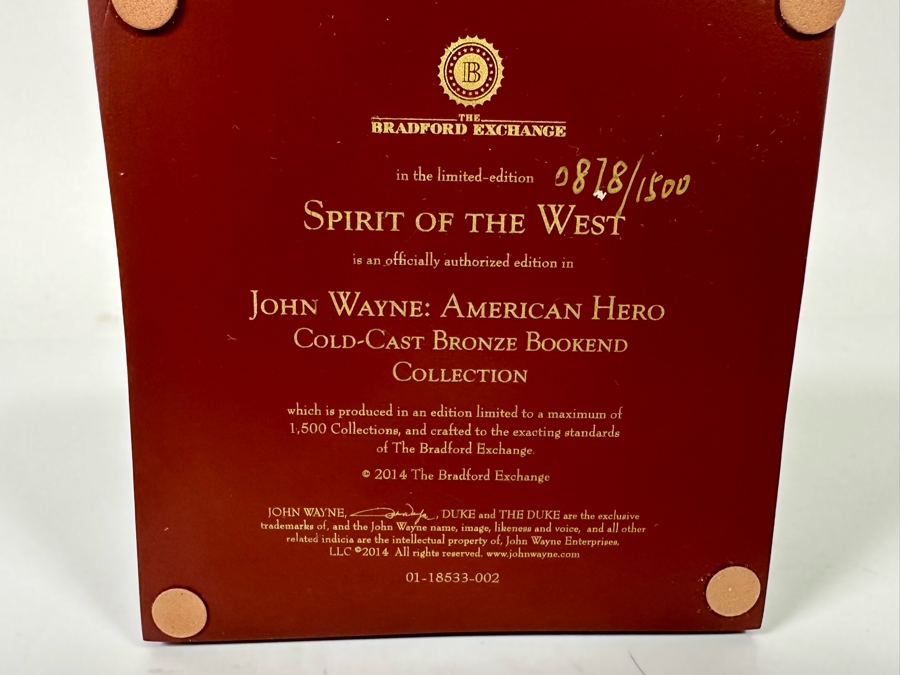 B
THE
BRADFORD EXCHANGE
in the limited-edition 0878/1500
SPIRIT OF THE WEST
is an officially authorized edition in
JOHN WAYNE: AMERICAN HERO
COLD-CAST BRONZE BOOKEND
COLLECTION
which is produced in an edition limited to a maximum of
1,500 Collections, and crafted to the exacting standards
of The Bradford Exchange.
© 2014 The Bradford Exchange
JOHN WAYNE, , DUKE and THE DUKE are the exclusive
trademarks of, and the John Wayne name, image, likeness and voice, and all other
related indicia are the intellectual property of, John Wayne Enterprises,
LLC ©2014 All rights reserved. www.johnwayne.com
01-18533-002